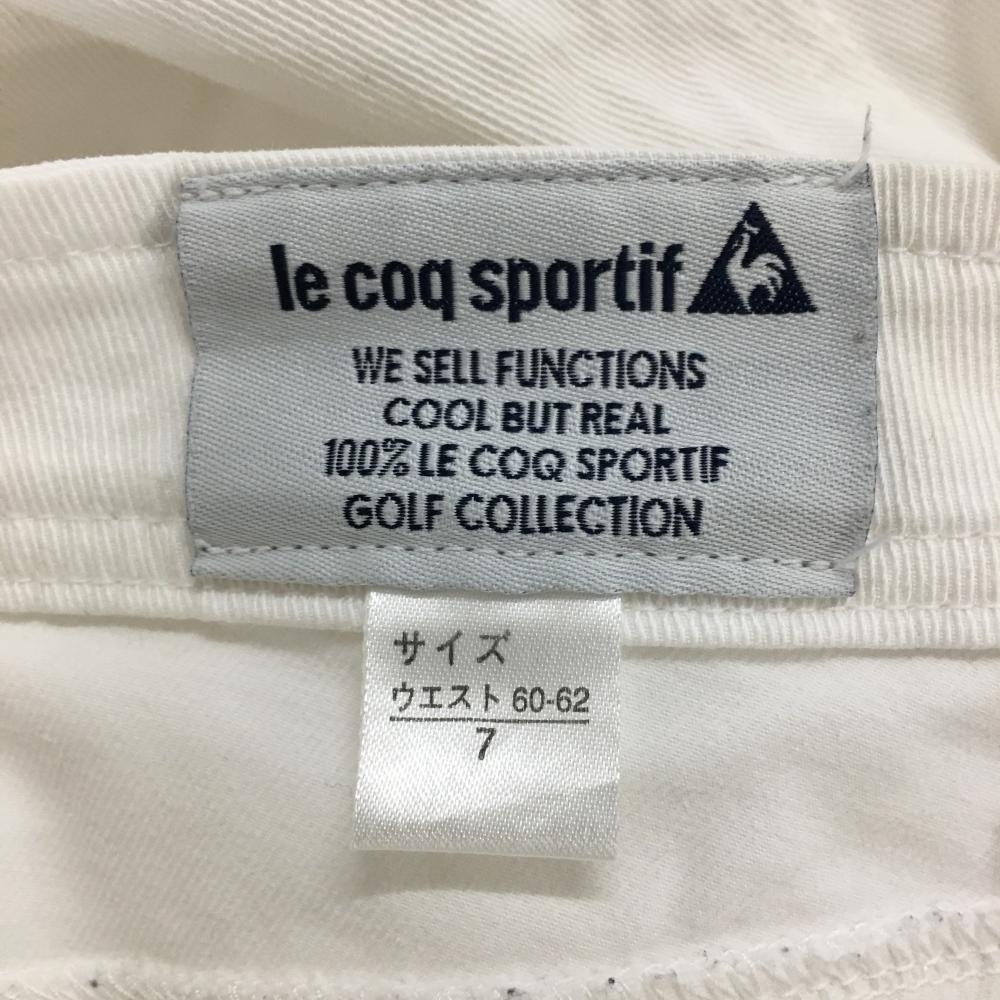 le coq sportif
WE SELL FUNCTIONS
COOL BUT REAL
100% LE COQ SPORTIF
GOLF COLLECTION
サイズ
ウエスト 60-62
7